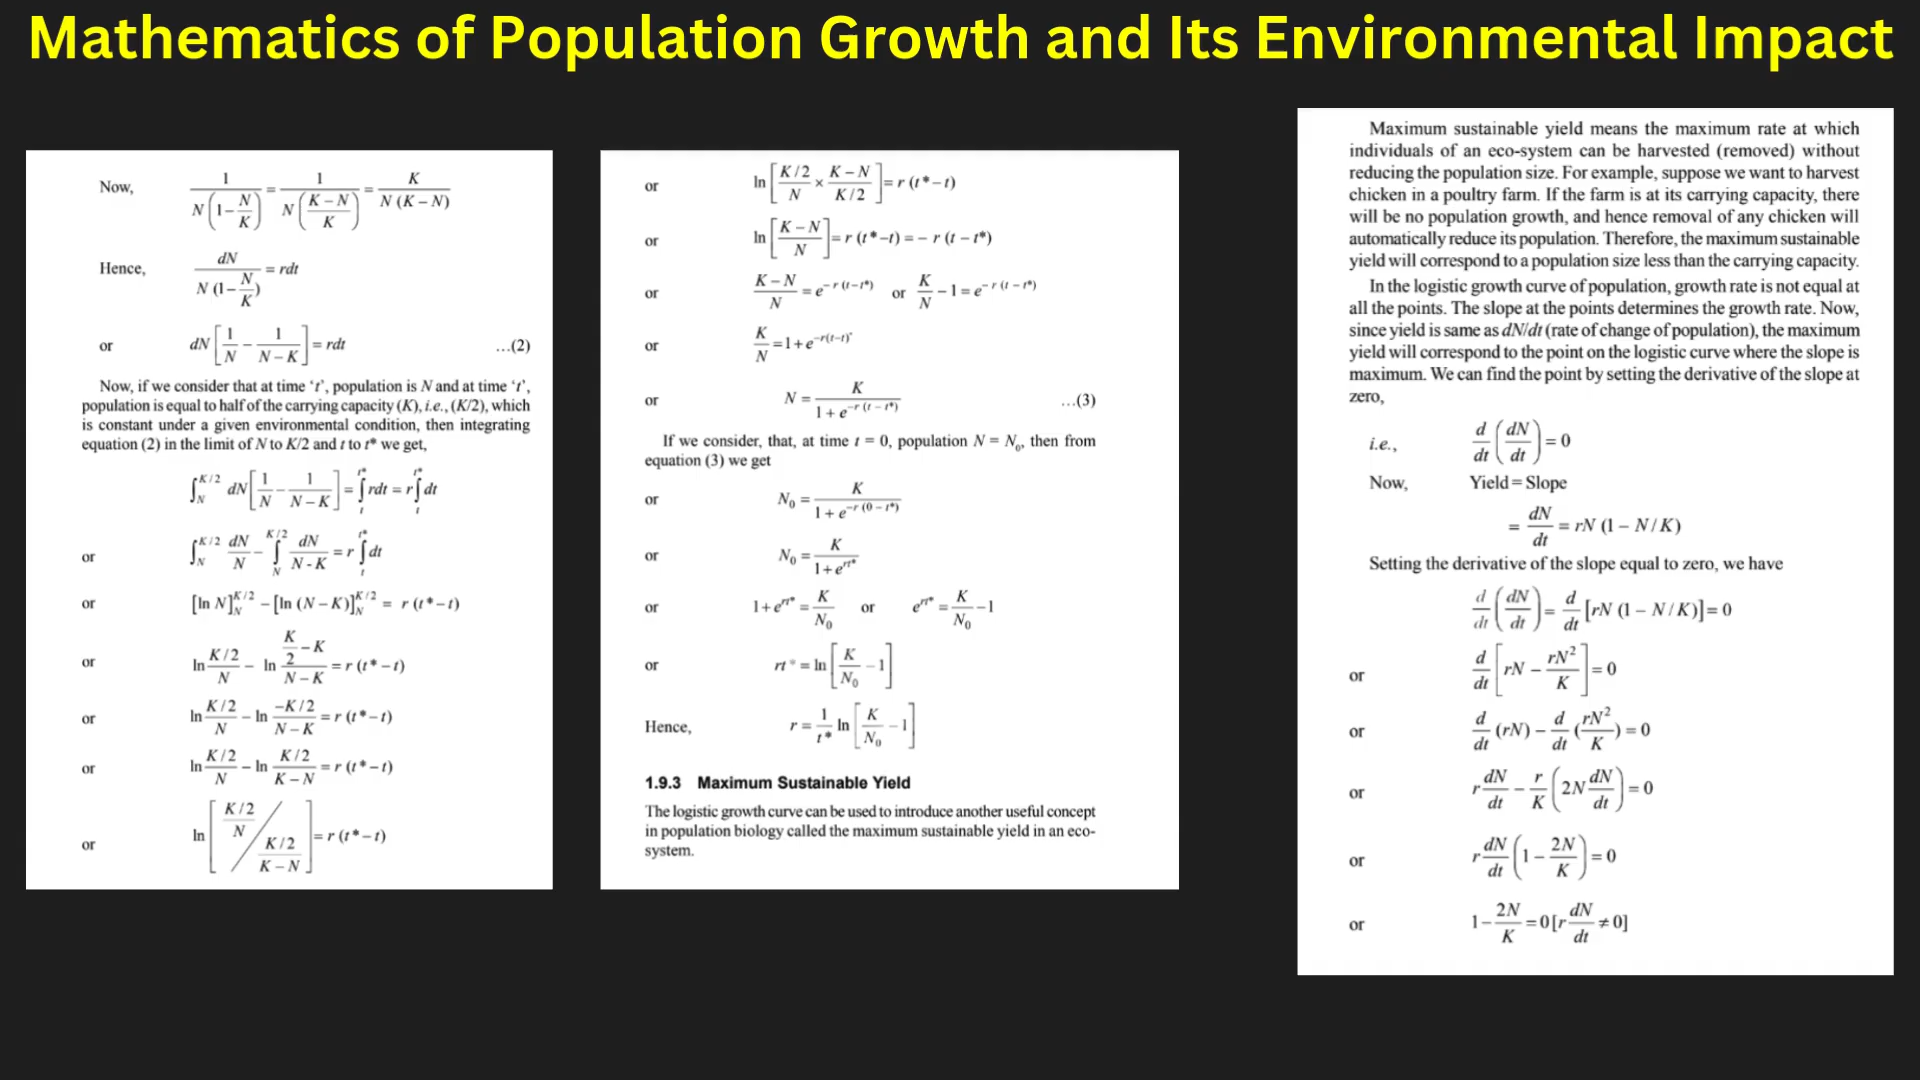 Mathematics of Population Growth and Its Environmental Impact
Now, 1/(N(1−N/K)) = 1/(N((K−N)/K)) = K/(N (K−N))
Hence, dN/(N (1−N/K)) = rdt
or dN[1/N − 1/(N−K)] = rdt ...(2)
Now, if we consider that at time ‘t’, population is N and at time ‘t’,
population is equal to half of the carrying capacity (K), i.e., (K/2), which
is constant under a given environmental condition, then integrating
equation (2) in the limit of N to K/2 and t to t* we get,
∫_N^{K/2} dN[1/N − 1/(N−K)] = ∫_t^{t*} rdt = r∫_t^{t*} dt
or ∫_N^{K/2} dN/N − ∫_N^{K/2} dN/(N-K) = r ∫_t^{t*} dt
or [ln N]_N^{K/2} − [ln (N−K)]_N^{K/2} = r (t*−t)
or ln (K/2)/N − ln (K/2 −K)/(N−K) = r (t*−t)
or ln (K/2)/N − ln (−K/2)/(N−K) = r (t*−t)
or ln (K/2)/N − ln (K/2)/(K−N) = r (t*−t)
or ln [(K/2)/N / (K/2)/(K−N)] = r (t*−t)
or ln [(K/2)/N × (K−N)/(K/2)] = r (t*−t)
or ln [(K−N)/N] = r (t*−t) = − r (t−t*)
or (K−N)/N = e^{−r (t−t*)} or K/N −1 = e^{−r (t−t*)}
or K/N = 1+e^{−r(t−t)*}
or N = K/(1+e^{−r (t−t*)}) ...(3)
If we consider, that, at time t = 0, population N = N₀, then from
equation (3) we get
or N₀ = K/(1+e^{−r (0−t*)})
or N₀ = K/(1+e^{rt*})
or 1+e^{rt*} = K/N₀ or e^{rt*} = K/N₀ −1
or rt* = ln [K/N₀ −1]
Hence, r = 1/t* ln [K/N₀ −1]
1.9.3 Maximum Sustainable Yield
The logistic growth curve can be used to introduce another useful concept
in population biology called the maximum sustainable yield in an eco-
system.
Maximum sustainable yield means the maximum rate at which
individuals of an eco-system can be harvested (removed) without
reducing the population size. For example, suppose we want to harvest
chicken in a poultry farm. If the farm is at its carrying capacity, there
will be no population growth, and hence removal of any chicken will
automatically reduce its population. Therefore, the maximum sustainable
yield will correspond to a population size less than the carrying capacity.
In the logistic growth curve of population, growth rate is not equal at
all the points. The slope at the points determines the growth rate. Now,
since yield is same as dN/dt (rate of change of population), the maximum
yield will correspond to the point on the logistic curve where the slope is
maximum. We can find the point by setting the derivative of the slope at
zero,
i.e., d/dt (dN/dt) = 0
Now, Yield = Slope
= dN/dt = rN (1 − N/K)
Setting the derivative of the slope equal to zero, we have
d/dt (dN/dt) = d/dt [rN (1 − N/K)] = 0
or d/dt [rN − rN²/K] = 0
or d/dt (rN) − d/dt (rN²/K) = 0
or r dN/dt − r/K (2N dN/dt) = 0
or r dN/dt (1 − 2N/K) = 0
or 1− 2N/K = 0 [r dN/dt ≠ 0]